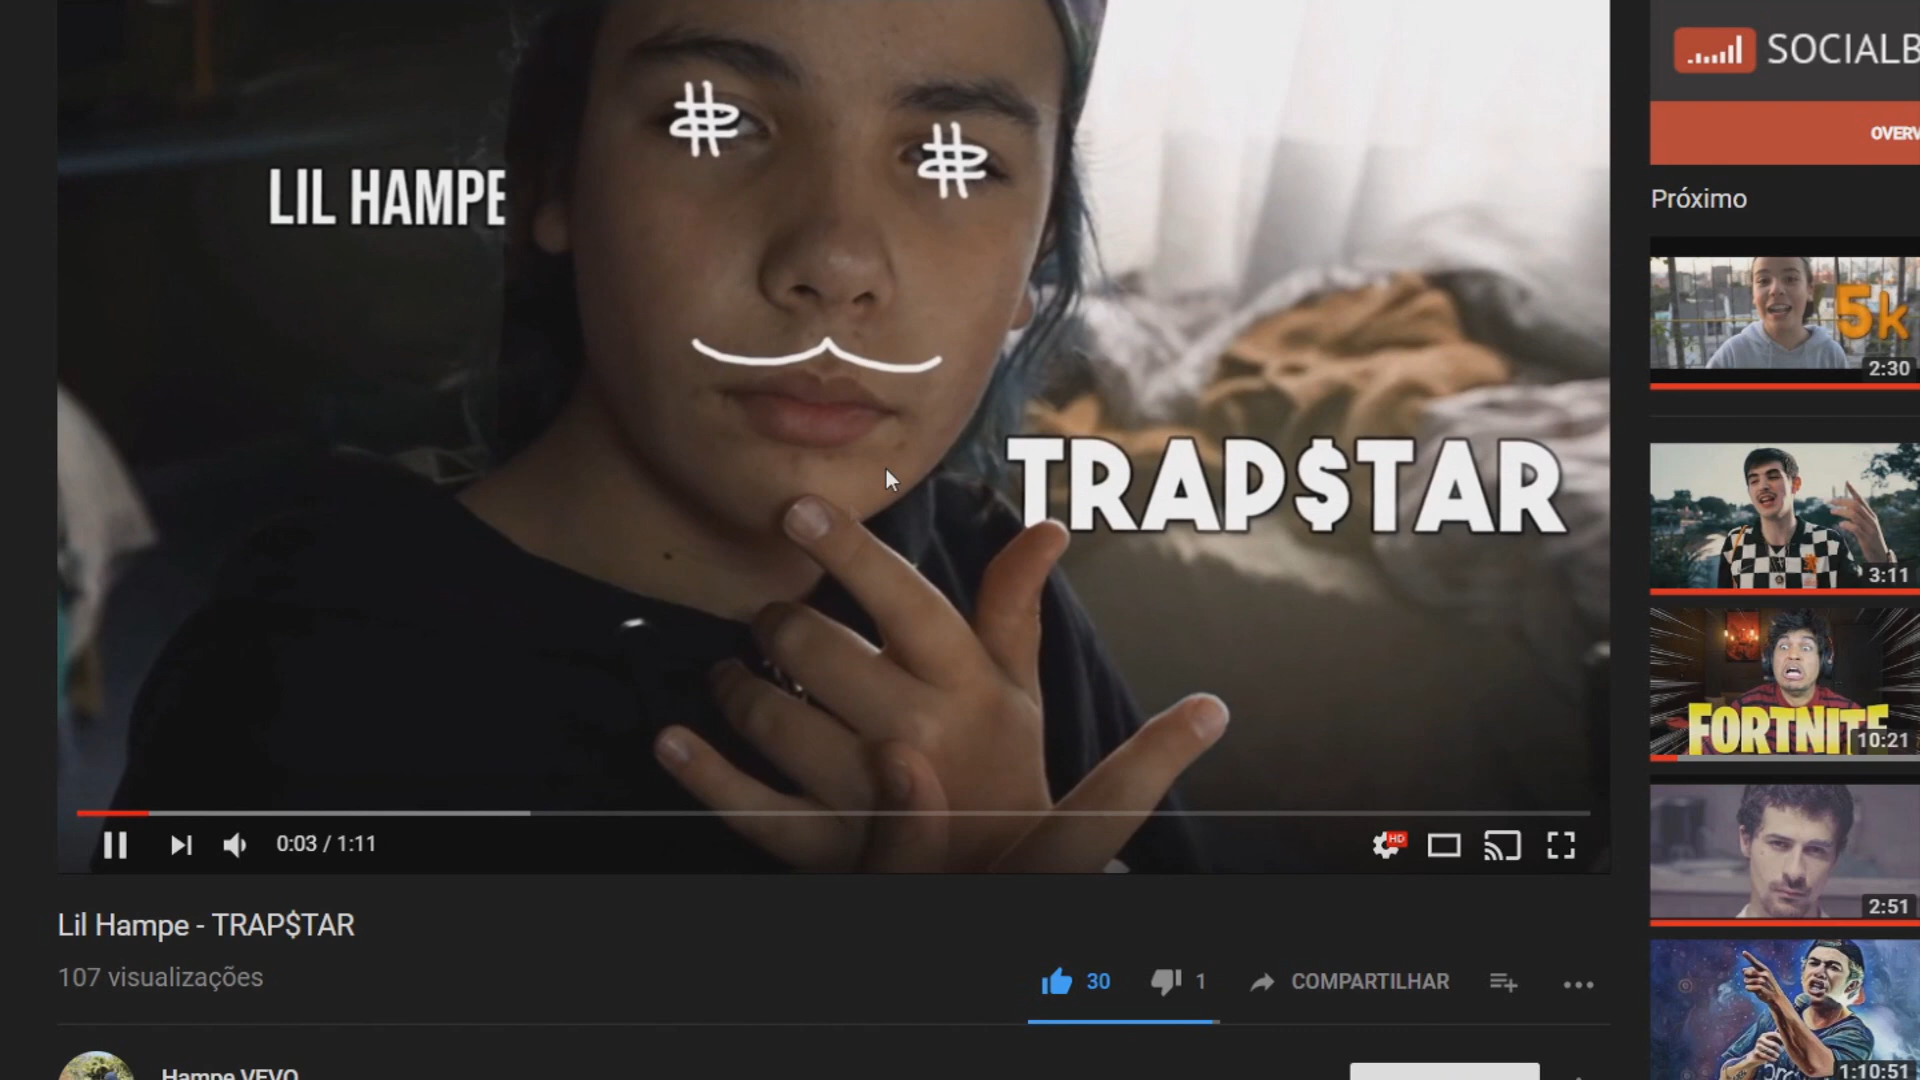 SOCIALB
OVERV
LIL HAMPE
TRAP$TAR
HD
0:03 / 1:11
Lil Hampe - TRAP$TAR
107 visualizações
30
1
COMPARTILHAR
Hampe VEVO
Próximo
5k
2:30
3:11
FORTNITE
10:21
2:51
1:10:51